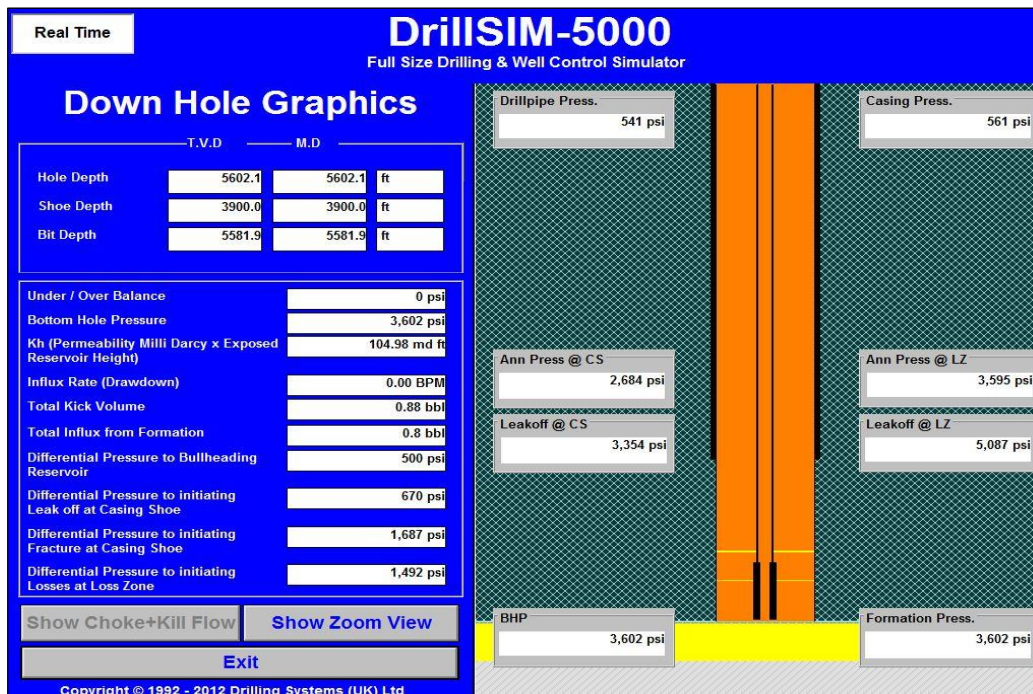 Real Time
DrillSIM-5000
Full Size Drilling & Well Control Simulator
Down Hole Graphics
T.V.D M.D
Hole Depth 5602.1 5602.1 ft
Shoe Depth 3900.0 3900.0 ft
Bit Depth 5581.9 5581.9 ft
Under / Over Balance 0 psi
Bottom Hole Pressure 3,602 psi
Kh (Permeability Milli Darcy x Exposed
Reservoir Height) 104.98 md ft
Influx Rate (Drawdown) 0.00 BPM
Total Kick Volume 0.88 bbl
Total Influx from Formation 0.8 bbl
Differential Pressure to Bullheading
Reservoir 500 psi
Differential Pressure to initiating
Leak off at Casing Shoe 670 psi
Differential Pressure to initiating
Fracture at Casing Shoe 1,687 psi
Differential Pressure to initiating
Losses at Loss Zone 1,492 psi
Show Choke+Kill Flow Show Zoom View
Exit
Copyright © 1992 - 2012 Drilling Systems (UK) Ltd
Drillpipe Press.
541 psi
Casing Press.
561 psi
Ann Press @ CS
2,684 psi
Ann Press @ LZ
3,595 psi
Leakoff @ CS
3,354 psi
Leakoff @ LZ
5,087 psi
BHP
3,602 psi
Formation Press.
3,602 psi